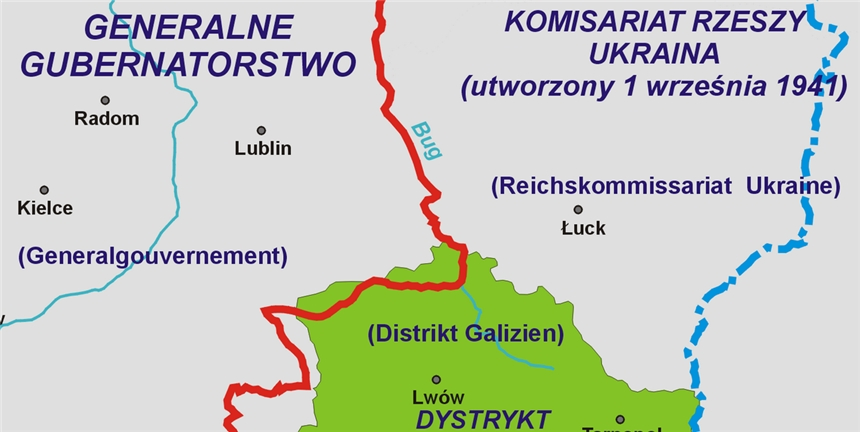 GENERALNE
GUBERNATORSTWO
KOMISARIAT RZESZY
UKRAINA
(utworzony 1 września 1941)
Radom
Lublin
Bug
Kielce
(Reichskommissariat Ukraine)
Łuck
(Generalgouvernement)
(Distrikt Galizien)
Lwów
DYSTRYKT